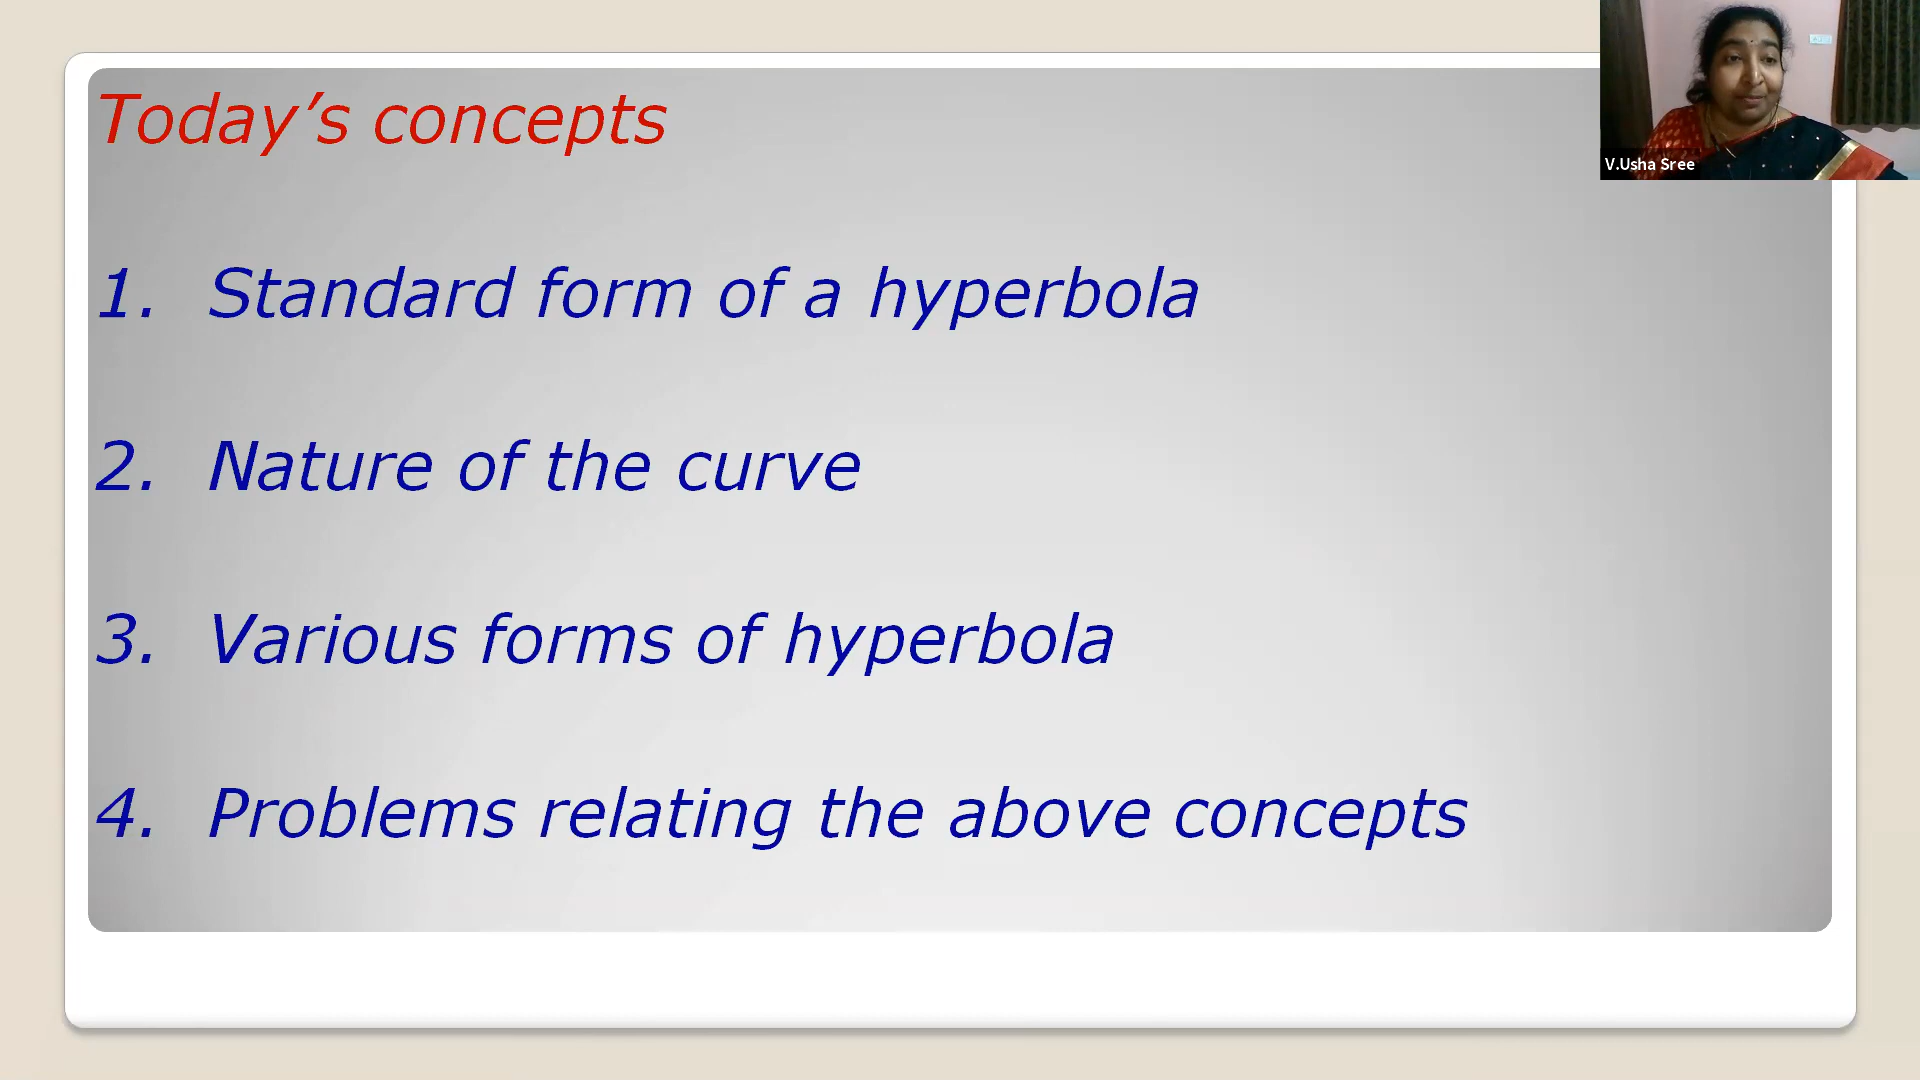 Today’s concepts
1. Standard form of a hyperbola
2. Nature of the curve
3. Various forms of hyperbola
4. Problems relating the above concepts
V.Usha Sree